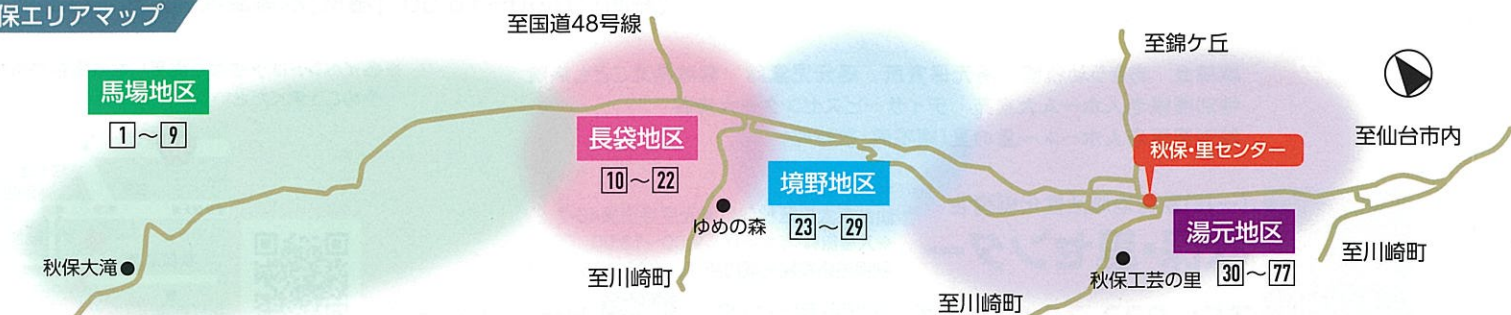 保エリアマップ
至国道48号線
至錦ケ丘
馬場地区
1～9
長袋地区
10～22
境野地区
23～29
秋保・里センター
至仙台市内
湯元地区
30～77
ゆめの森
秋保大滝
至川崎町
秋保工芸の里
至川崎町
至川崎町